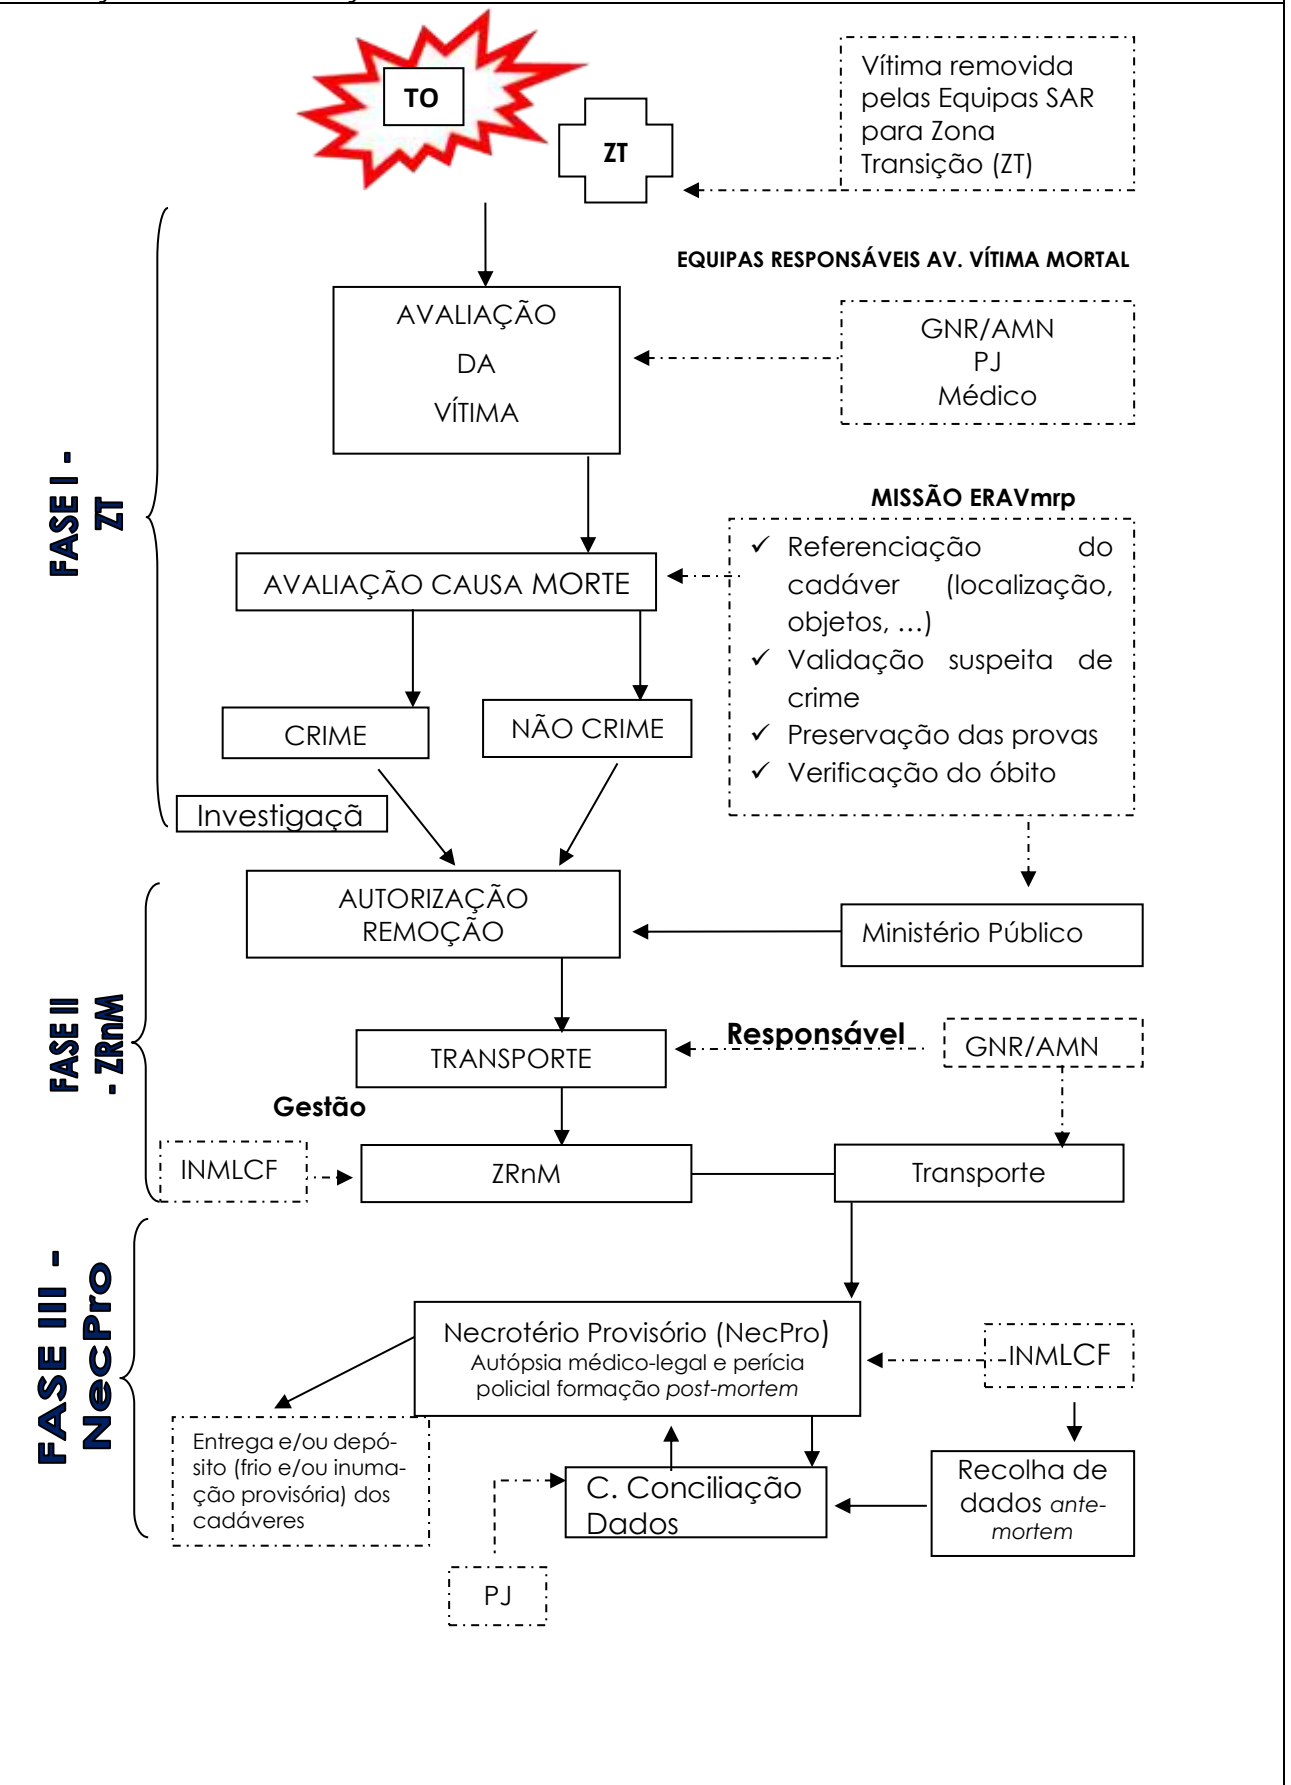 TO
ZT
Vítima removida
pelas Equipas SAR
para Zona
Transição (ZT)
EQUIPAS RESPONSÁVEIS AV. VÍTIMA MORTAL
AVALIAÇÃO
DA
VÍTIMA
GNR/AMN
PJ
Médico
FASE I -
ZT
MISSÃO ERAVmrp
✓ Referenciação do
cadáver (localização,
objetos, …)
✓ Validação suspeita de
crime
✓ Preservação das provas
✓ Verificação do óbito
AVALIAÇÃO CAUSA MORTE
CRIME
NÃO CRIME
Investigaçã
AUTORIZAÇÃO
REMOÇÃO
Ministério Público
FASE II
- ZRnM
TRANSPORTE
Responsável
GNR/AMN
Gestão
INMLCF
ZRnM
Transporte
FASE III -
NecPro
Necrotério Provisório (NecPro)
Autópsia médico-legal e perícia
policial formação post-mortem
INMLCF
Entrega e/ou depó-
sito (frio e/ou inuma-
ção provisória) dos
cadáveres
C. Conciliação
Dados
Recolha de
dados ante-
mortem
PJ